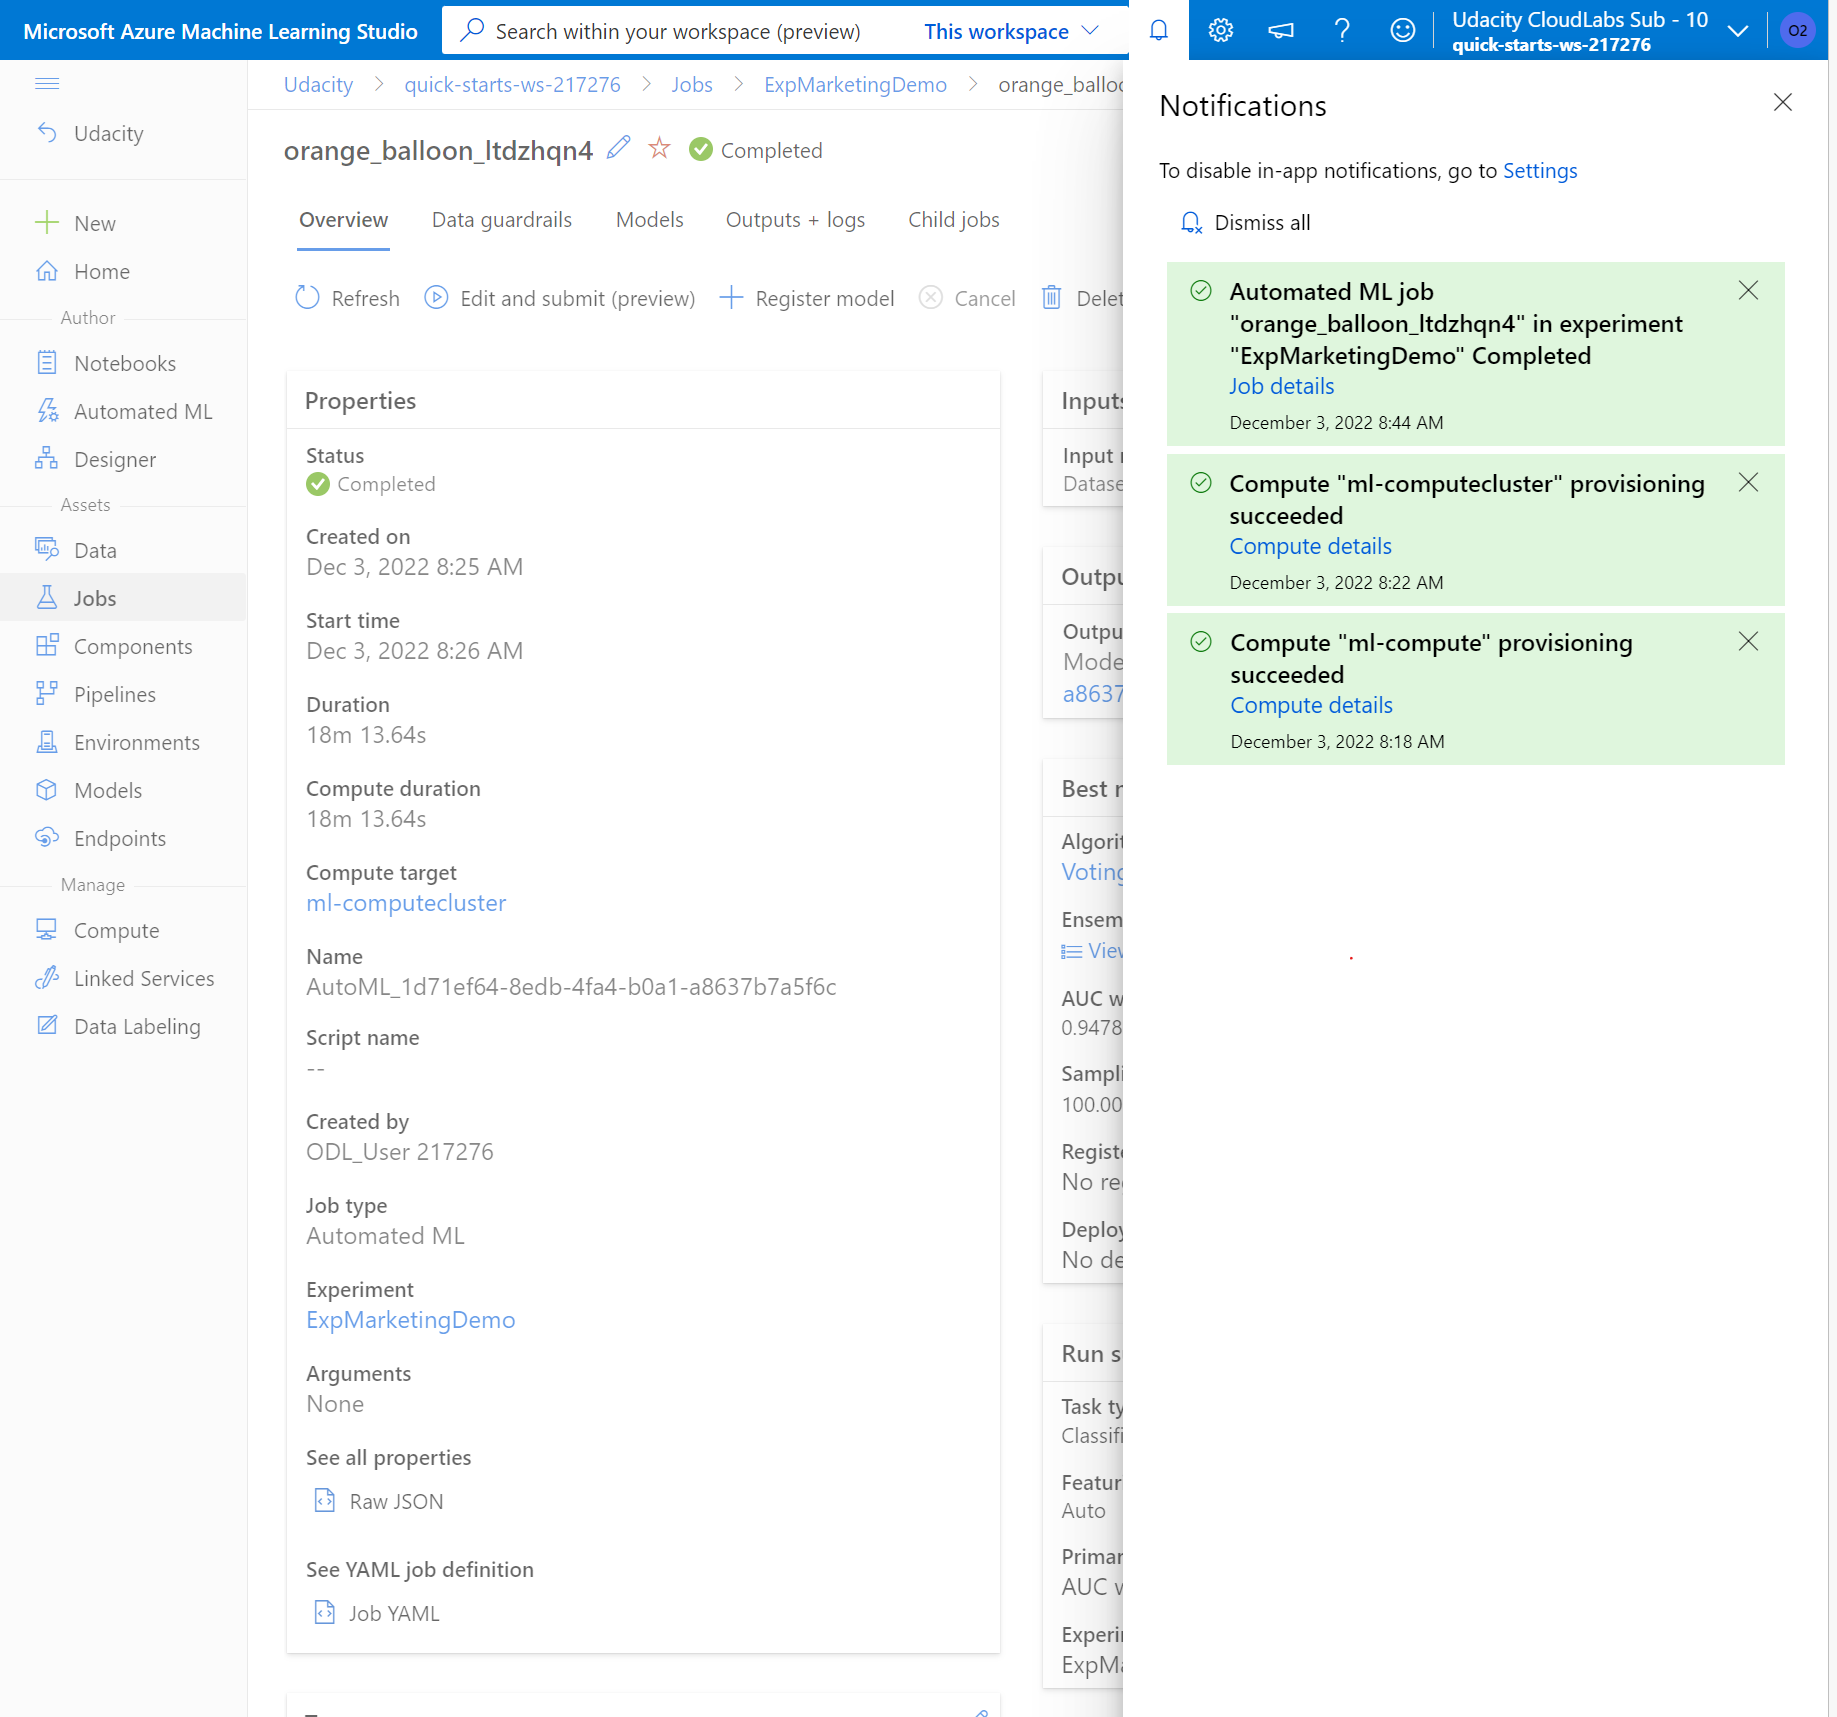 Microsoft Azure Machine Learning Studio
Search within your workspace (preview)
This workspace
Udacity CloudLabs Sub - 10
quick-starts-ws-217276
O2
Udacity
New
Home
Author
Notebooks
Automated ML
Designer
Assets
Data
Jobs
Components
Pipelines
Environments
Models
Endpoints
Manage
Compute
Linked Services
Data Labeling
Udacity > quick-starts-ws-217276 > Jobs > ExpMarketingDemo > orange_balloo
orange_balloon_ltdzhqn4
Completed
Overview
Data guardrails
Models
Outputs + logs
Child jobs
Refresh
Edit and submit (preview)
Register model
Cancel
Delet
Properties
Status
Completed
Created on
Dec 3, 2022 8:25 AM
Start time
Dec 3, 2022 8:26 AM
Duration
18m 13.64s
Compute duration
18m 13.64s
Compute target
ml-computecluster
Name
AutoML_1d71ef64-8edb-4fa4-b0a1-a8637b7a5f6c
Script name
--
Created by
ODL_User 217276
Job type
Automated ML
Experiment
ExpMarketingDemo
Arguments
None
See all properties
Raw JSON
See YAML job definition
Job YAML
Inputs
Input
Datase
Outpu
Outpu
Mode
a8637
Best
Algorit
Voting
Ensem
View
AUC w
0.9478
Sampli
100.00
Registe
No re
Deploy
No de
Run s
Task ty
Classifi
Featur
Auto
Primar
AUC
Experi
ExpM
Notifications
To disable in-app notifications, go to Settings
Dismiss all
Automated ML job
"orange_balloon_ltdzhqn4" in experiment
"ExpMarketingDemo" Completed
Job details
December 3, 2022 8:44 AM
Compute "ml-computecluster" provisioning
succeeded
Compute details
December 3, 2022 8:22 AM
Compute "ml-compute" provisioning
succeeded
Compute details
December 3, 2022 8:18 AM